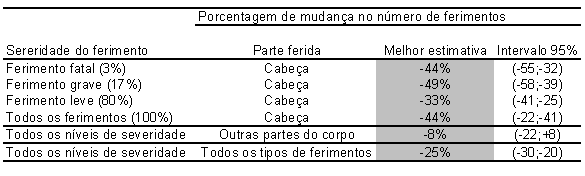 Porcentagem de mudança no número de ferimentos
Sereridade do ferimento Parte ferida Melhor estimativa Intervalo 95%
Ferimento fatal (3%) Cabeça -44% (-55;-32)
Ferimento grave (17%) Cabeça -49% (-58;-39)
Ferimento leve (80%) Cabeça -33% (-41;-25)
Todos os ferimentos (100%) Cabeça -44% (-22;-41)
Todos os níveis de severidade Outras partes do corpo -8% (-22;+8)
Todos os níveis de severidade Todos os tipos de ferimentos -25% (-30;-20)